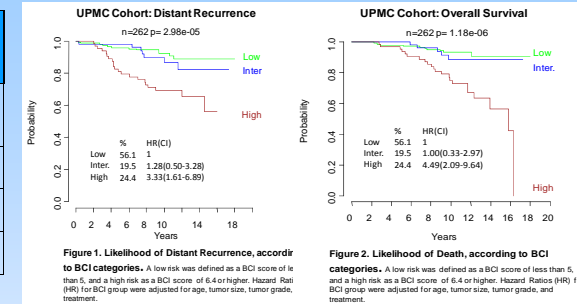 UPMC Cohort: Distant Recurrence
n=262 p= 2.98e-05
Probability
1.0
0.8
0.6
0.4
0.2
0.0
Low
Inter
High
% HR(CI)
Low 56.1 1
Inter. 19.5 1.28(0.50-3.28)
High 24.4 3.33(1.61-6.89)
0 2 4 6 8 10 12 14 16 18
Years
Figure 1. Likelihood of Distant Recurrence, accordin
to BCI categories. A low risk was defined as a BCI score of le
than 5, and a high risk as a BCI score of 6.4 or higher. Hazard Rati
(HR) for BCI group were adjusted for age, tumor size, tumor grade,
treatment.
UPMC Cohort: Overall Survival
n=262 p= 1.18e-06
Probability
1.0
0.8
0.6
0.4
0.2
0.0
Low
Inter.
High
% HR(CI)
Low 56.1 1
Inter. 19.5 1.00(0.33-2.97)
High 24.4 4.49(2.09-9.64)
0 2 4 6 8 10 12 14 16 18 20
Years
Figure 2. Likelihood of Death, according to BCI
categories. A low risk was defined as a BCI score of less than 5,
and a high risk as a BCI score of 6.4 or higher. Hazard Ratios (HR) f
BCI group were adjusted for age, tumor size, tumor grade, and
treatment.